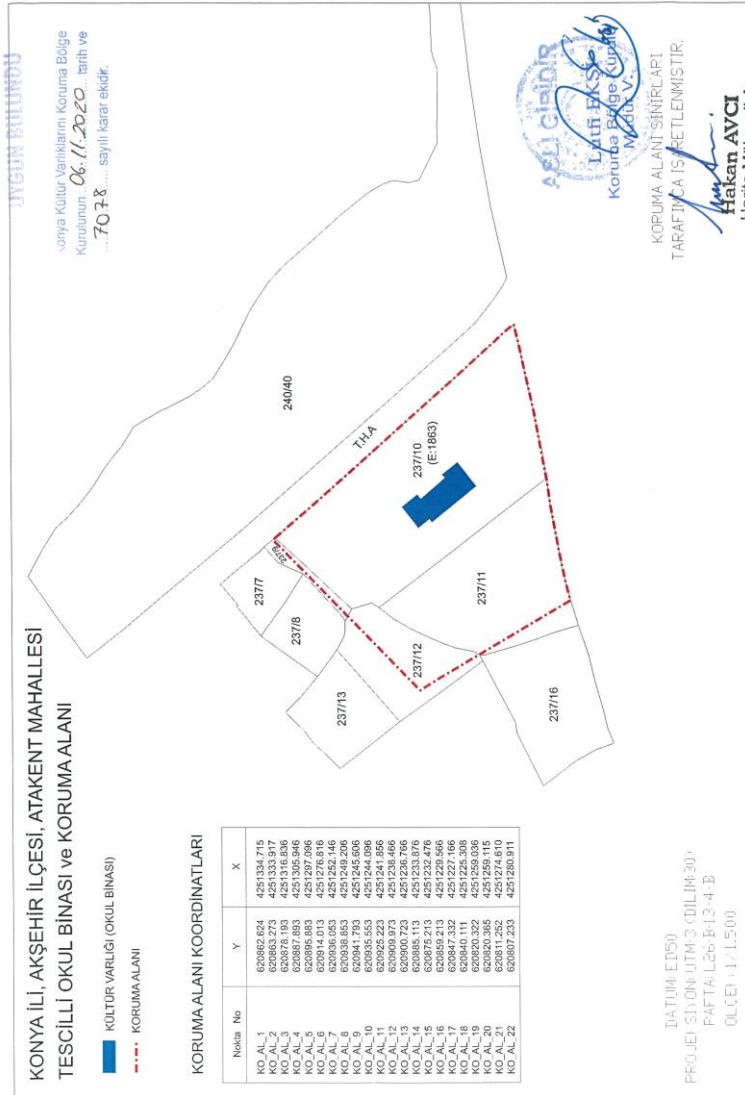 KONYA İLİ, AKŞEHİR İLÇESİ, ATAKENT MAHALLESİ
TESCİLLİ OKUL BİNASI ve KORUMA ALANI
KÜLTÜR VARLIĞI (OKUL BİNASI)
KORUMA ALANI
UYGUN BULUNDU
Konya Kültür Varlıklarını Koruma Bölge
Kurulunun 06.11.2020 tarih ve
7078 sayılı karar ekidir.
240/40
T.H.A
237/7
237/9
237/8
237/10
(E:1863)
237/13
237/12
237/11
237/16
KORUMA ALANI KOORDİNATLARI
Nokta No Y X
KO_AL_1 620862.624 4251334.715
KO_AL_2 620863.273 4251333.917
KO_AL_3 620878.193 4251316.836
KO_AL_4 620887.893 4251305.946
KO_AL_5 620895.883 4251297.096
KO_AL_6 620914.013 4251276.816
KO_AL_7 620936.053 4251252.146
KO_AL_8 620938.853 4251249.206
KO_AL_9 620941.793 4251245.606
KO_AL_10 620935.553 4251244.096
KO_AL_11 620925.223 4251241.856
KO_AL_12 620909.973 4251238.466
KO_AL_13 620900.723 4251236.766
KO_AL_14 620885.113 4251233.876
KO_AL_15 620875.213 4251232.476
KO_AL_16 620859.213 4251229.566
KO_AL_17 620847.332 4251227.166
KO_AL_18 620840.111 4251225.308
KO_AL_19 620820.322 4251259.036
KO_AL_20 620820.365 4251259.115
KO_AL_21 620811.252 4251274.610
KO_AL_22 620807.233 4251280.911
DATUM:ED50
PROJEKSİYON:UTM-3 (DİLİM:30)
PAFTA:L26-B-13-4-B
ÖLÇEK:1/1.500
ASLI GİBİDİR
Lütfi EKŞİ
Koruma Bölge Kurulu
Müdür V.
KORUMA ALANI SINIRLARI
TARAFIMCA İŞARETLENMİŞTİR.
Hakan AVCI